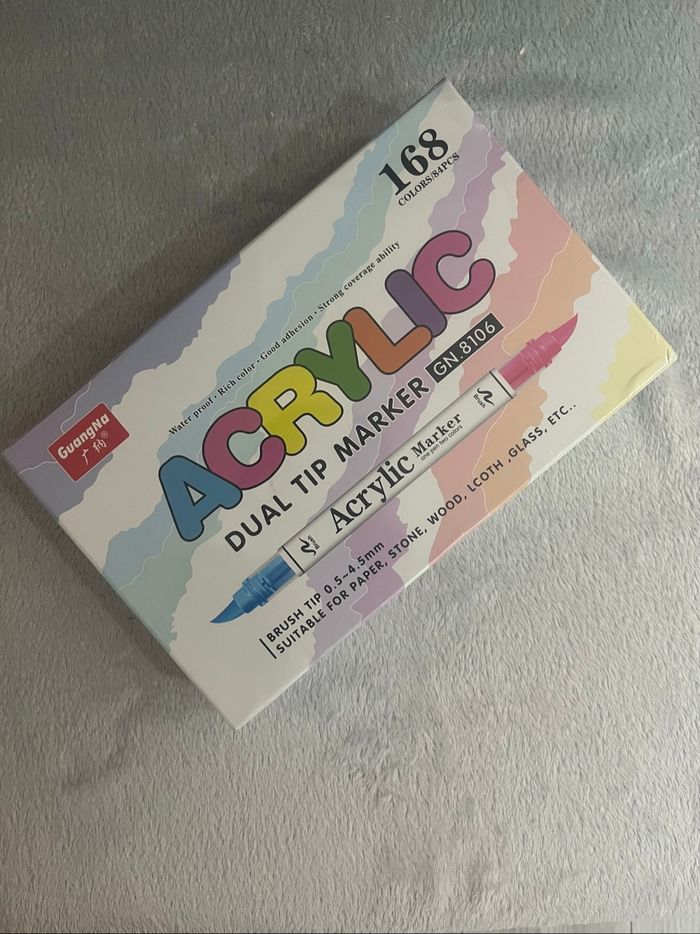 168
COLORS/84PCS
Water proof · Rich color · Good adhesion · Strong coverage ability
ACRYLIC
DUAL TIP MARKER GN.8106
GuangNa
广纳®
Brush
Acrylic Marker
one pen two colors
Brush
BRUSH TIP 0.5~4.5mm
SUITABLE FOR PAPER, STONE, WOOD, LCOTH ,GLASS, ETC..